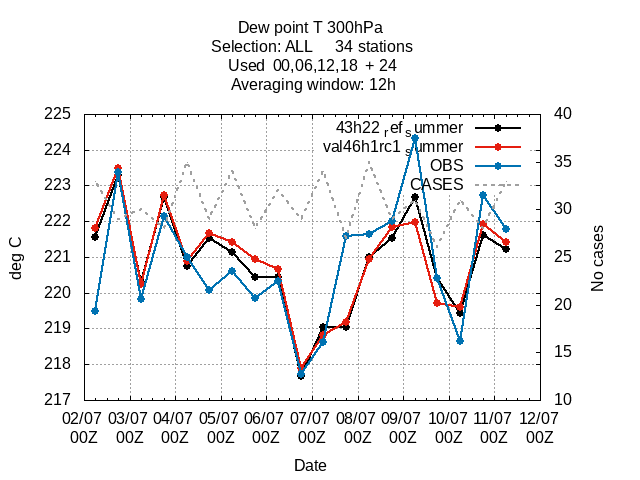 Dew point T 300hPa
Selection: ALL     34 stations
Used  00,06,12,18  + 24
Averaging window: 12h
225
224
223
222
221
220
219
218
217
40
35
30
25
20
15
10
deg C
No cases
43h22_ref_summer
val46h1rc1_summer
OBS
CASES
02/07 03/07 04/07 05/07 06/07 07/07 08/07 09/07 10/07 11/07 12/07
00Z 00Z 00Z 00Z 00Z 00Z 00Z 00Z 00Z 00Z 00Z
Date